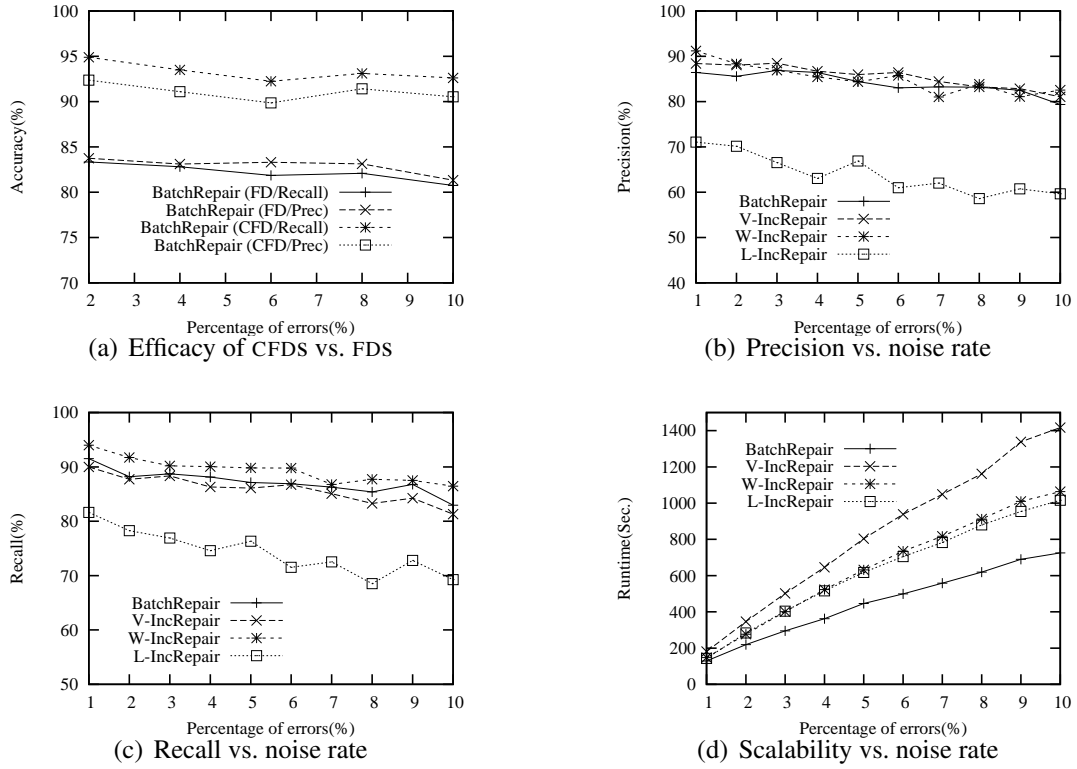 100
95
90
85
80
75
70
Accuracy(%)
BatchRepair (FD/Recall)
BatchRepair (FD/Prec)
BatchRepair (CFD/Recall)
BatchRepair (CFD/Prec)
2 3 4 5 6 7 8 9 10
Percentage of errors(%)
(a) Efficacy of CFDS vs. FDS
100
90
80
70
60
50
40
Precision(%)
BatchRepair
V-IncRepair
W-IncRepair
L-IncRepair
1 2 3 4 5 6 7 8 9 10
Percentage of errors(%)
(b) Precision vs. noise rate
100
90
80
70
60
50
Recall(%)
BatchRepair
V-IncRepair
W-IncRepair
L-IncRepair
1 2 3 4 5 6 7 8 9 10
Percentage of errors(%)
(c) Recall vs. noise rate
1400
1200
1000
800
600
400
200
0
Runtime(Sec.)
BatchRepair
V-IncRepair
W-IncRepair
L-IncRepair
1 2 3 4 5 6 7 8 9 10
Percentage of errors(%)
(d) Scalability vs. noise rate